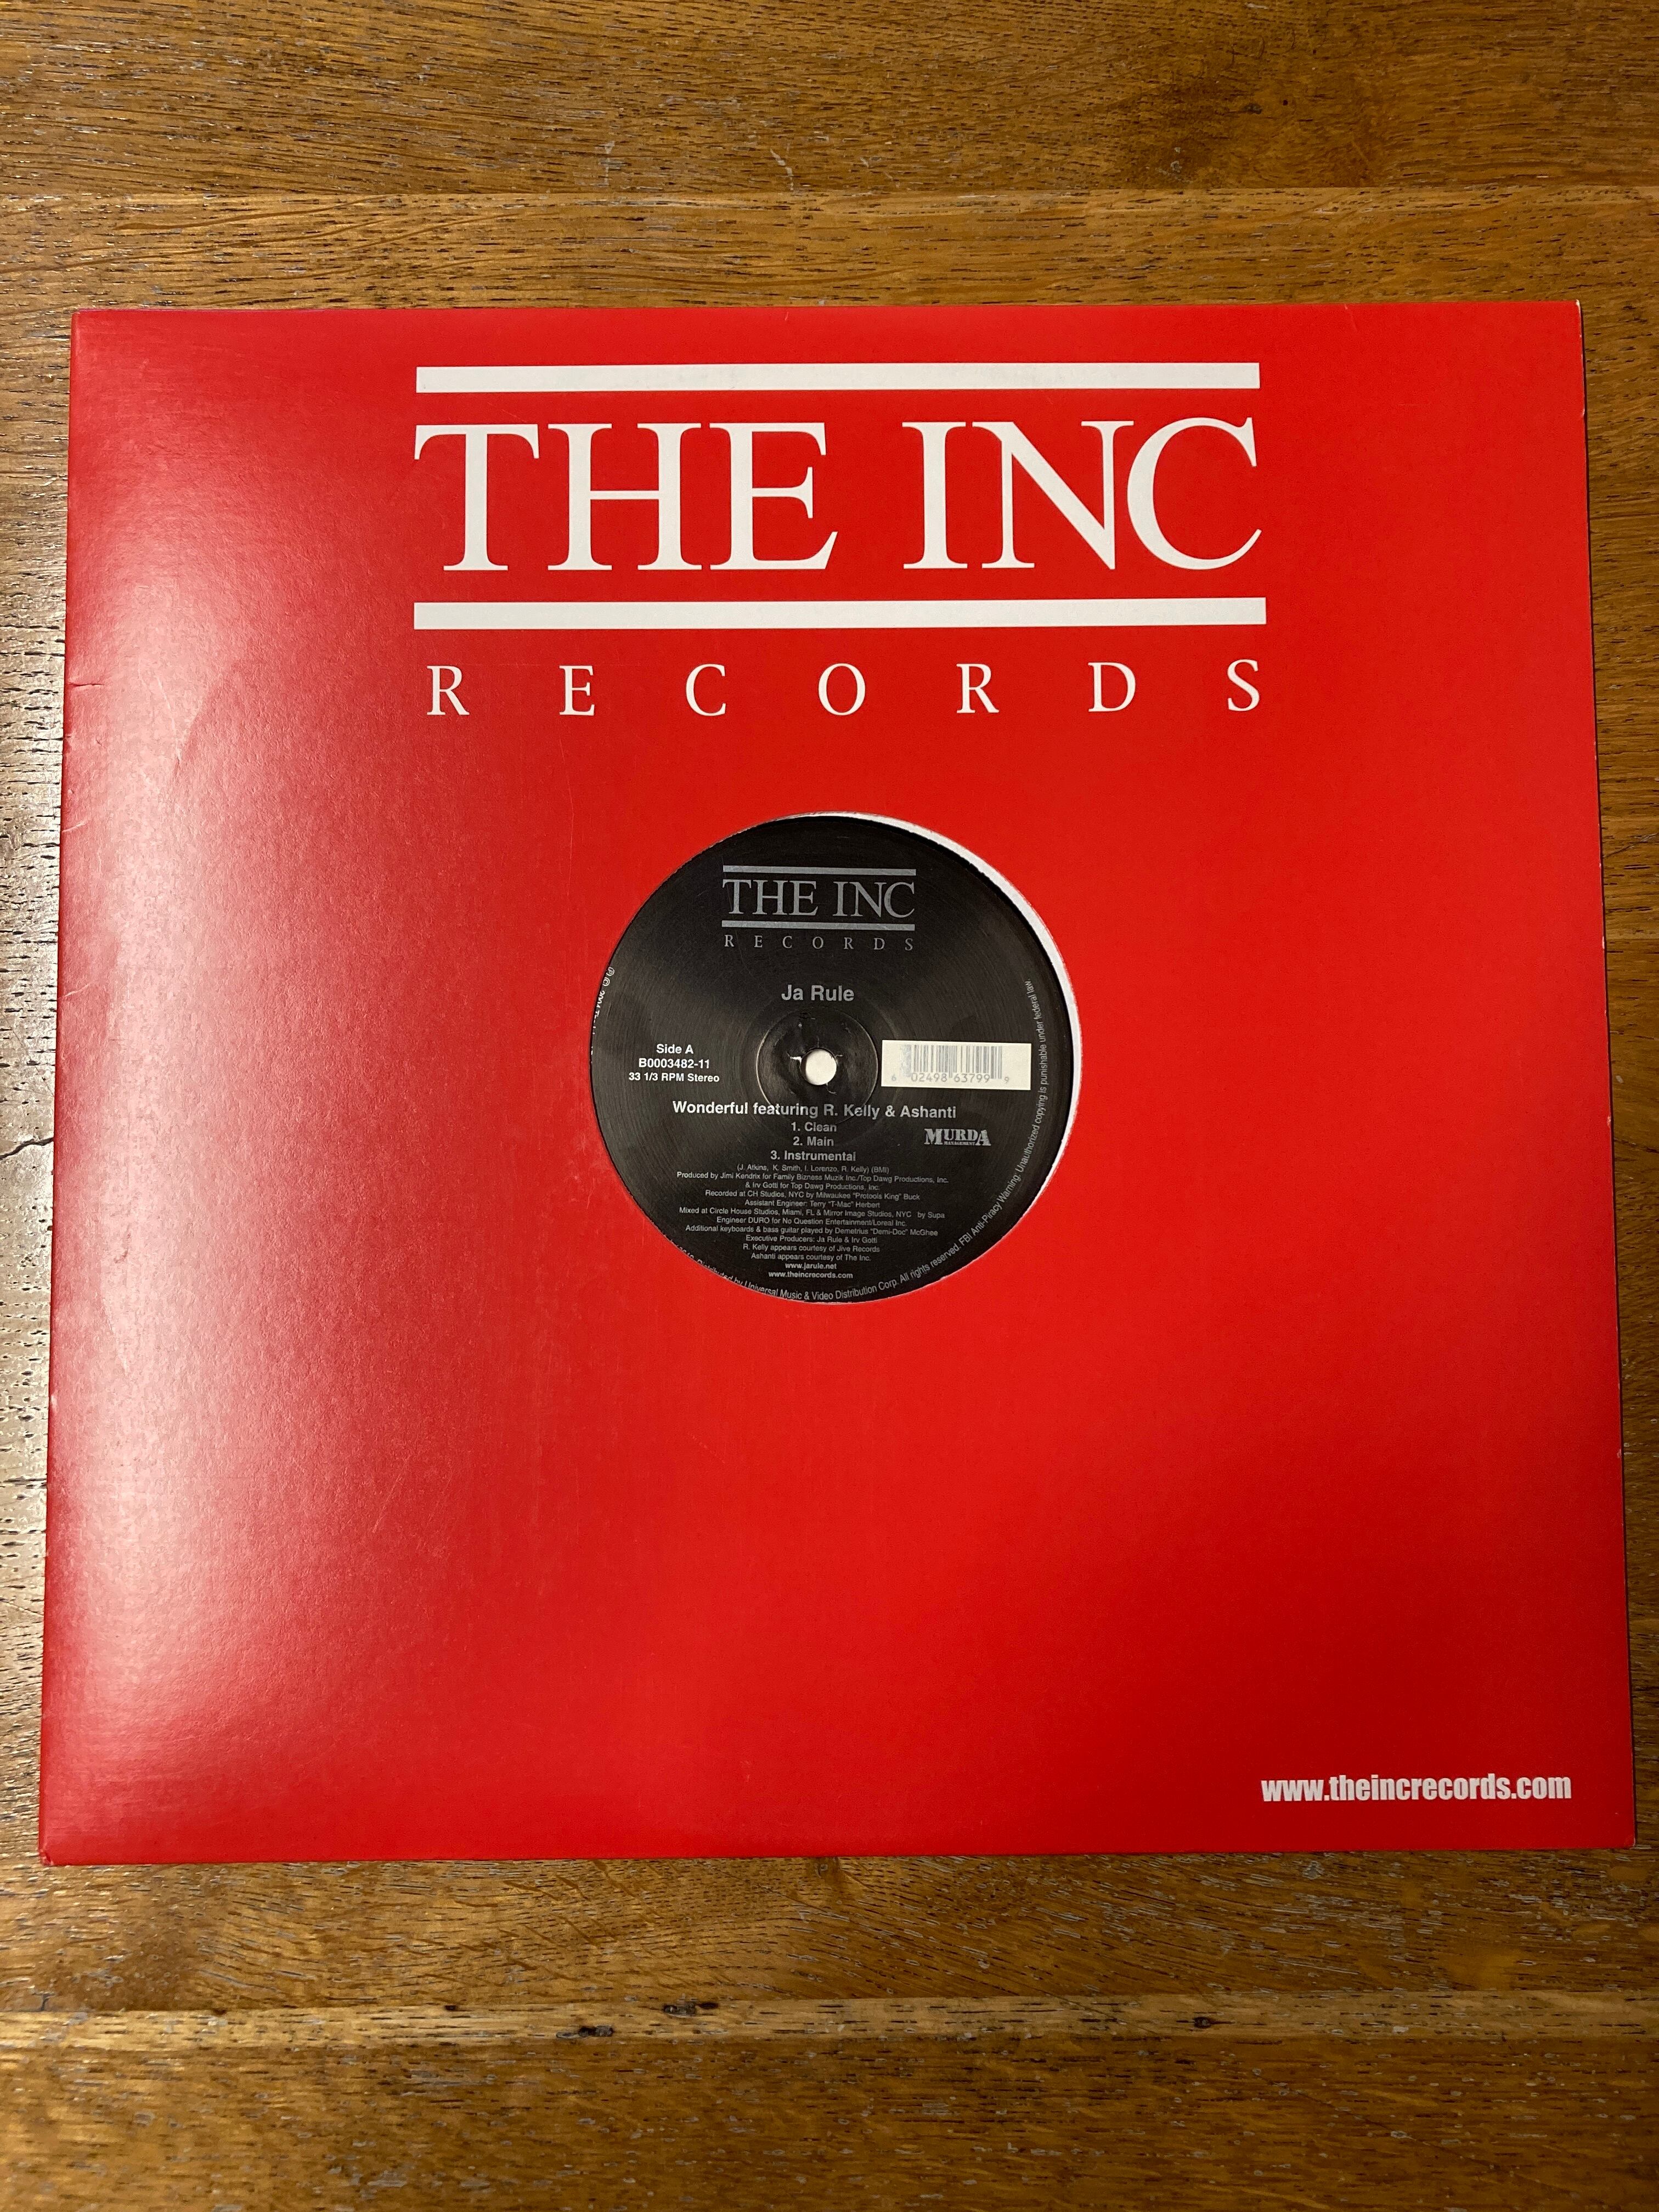 THE INC
RECORDS
THE INC
RECORDS
Ja Rule
Side A
B0003482-11
33 1/3 RPM Stereo
6 02498 63799 9
Wonderful featuring R. Kelly & Ashanti
1. Clean
2. Main
3. Instrumental
MURDA
(J. Atkins, K. Smith, I. Lorenzo, R. Kelly) (BMI)
Produced by Jimi Kendrix for Family Bizness Muzik Inc./Top Dawg Productions, Inc.
& Irv Gotti for Top Dawg Productions, Inc.
Recorded at CH Studios, NYC by Milwaukee "Protools King" Buck
Assistant Engineer: Terry "T-Mac" Herbert
Mixed at Circle House Studios, Miami, FL & Mirror Image Studios, NYC by Supa
Engineer DURO for No Question Entertainment/Loreal Inc.
Additional keyboards & bass guitar played by Demetrius "Demi-Doc" McGhee
Executive Producers: Ja Rule & Irv Gotti
R. Kelly appears courtesy of Jive Records
Ashanti appears courtesy of The Inc.
www.jarule.net
www.theincrecords.com
Distributed by Universal Music & Video Distribution Corp. All rights reserved. FBI Anti-Piracy Warning: Unauthorized copying is punishable under federal law.
www.theincrecords.com